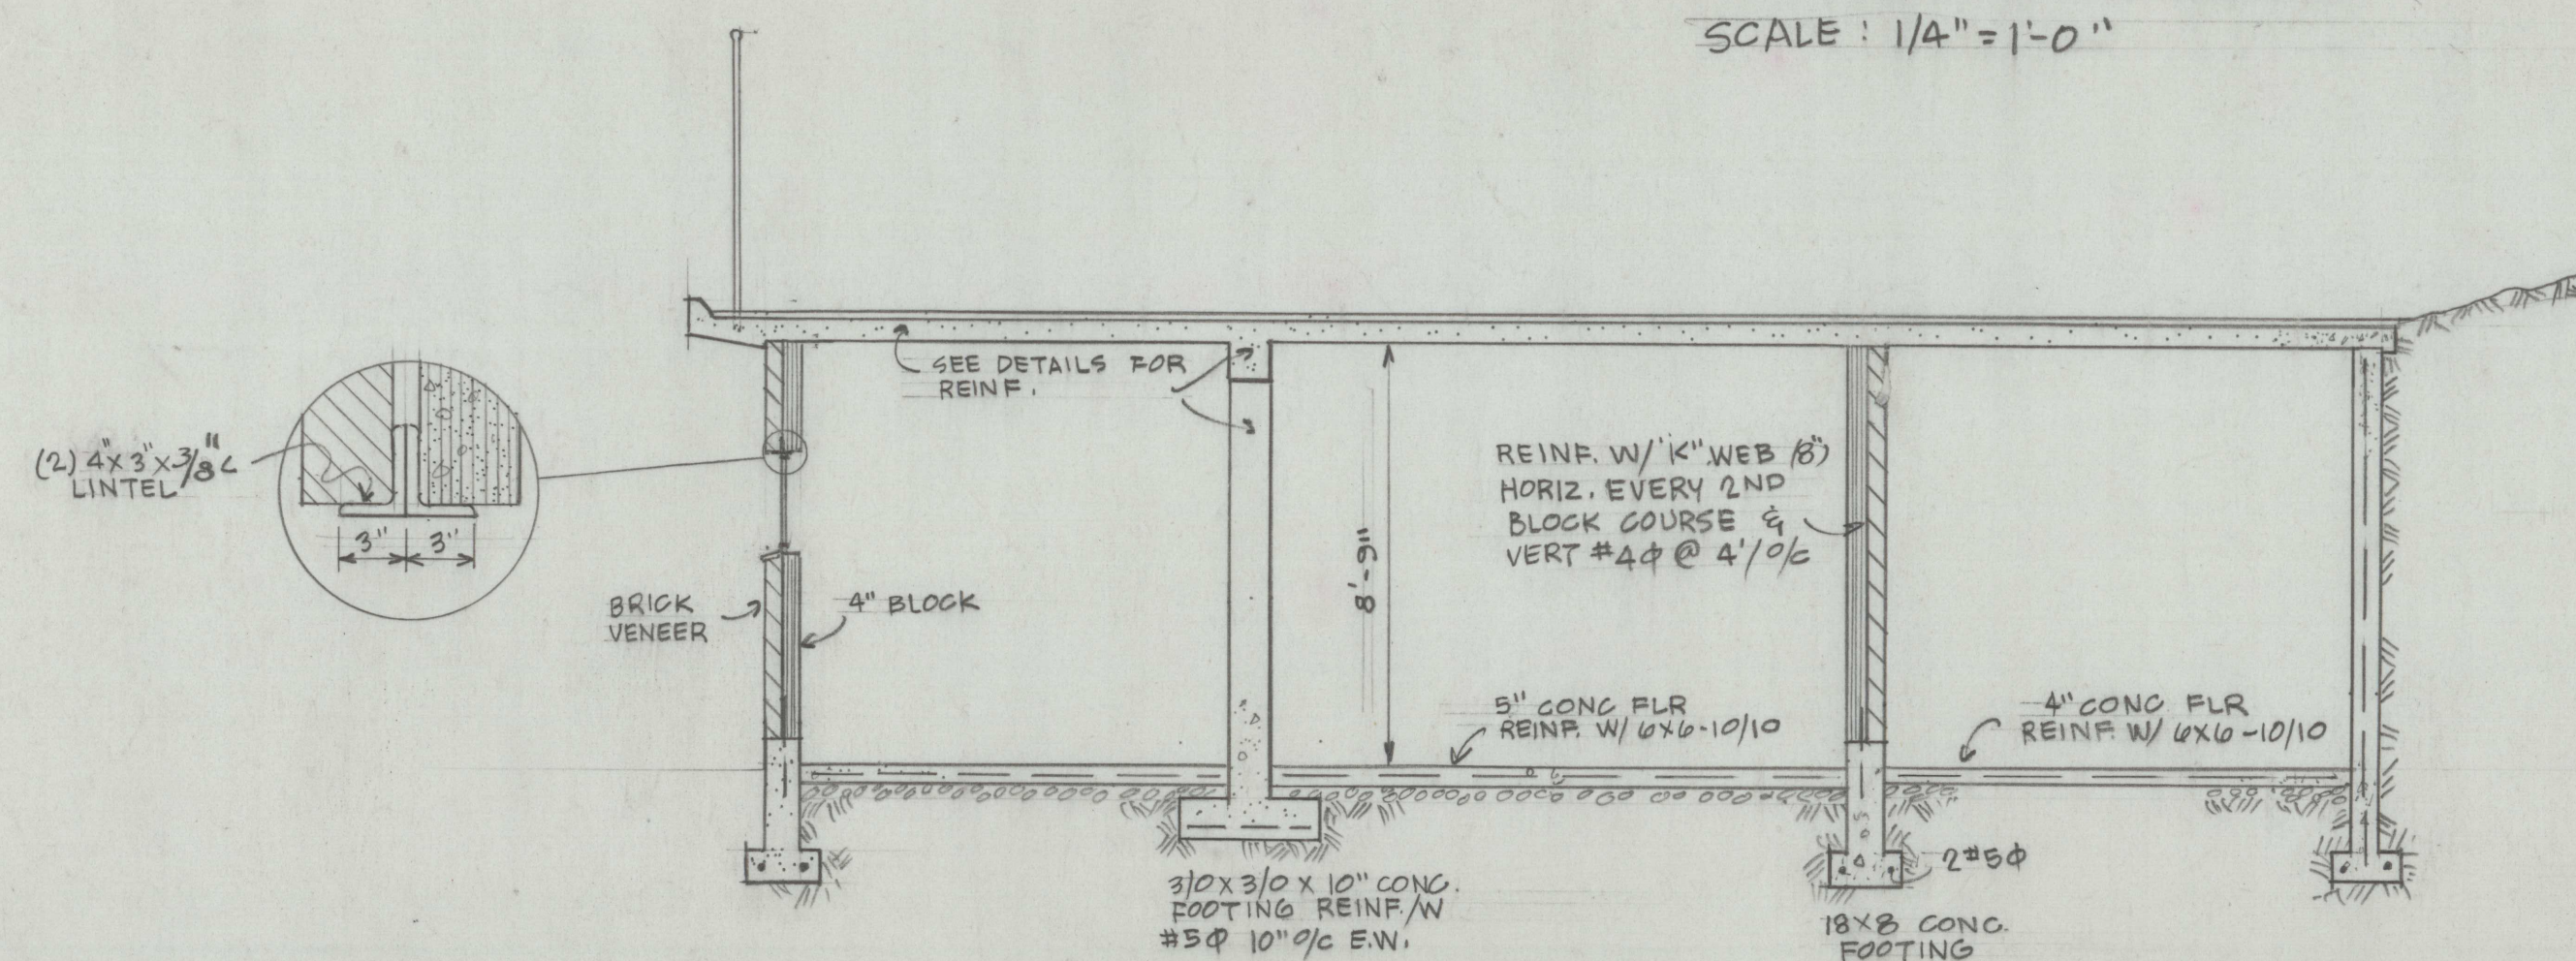 SCALE : 1/4" = 1'-0"
SEE DETAILS FOR
REINF.
(2) 4" x 3" x 3/8" L
LINTEL
3" 3"
REINF. W/ "K" WEB (8")
HORIZ. EVERY 2ND
BLOCK COURSE &
VERT #4φ @ 4'/O/C
8'-9"
BRICK
VENEER
4" BLOCK
5" CONC FLR
REINF. W/ 6X6-10/10
4" CONC FLR
REINF. W/ 6X6-10/10
3/0 X 3/0 X 10" CONC.
FOOTING REINF./W
#5φ 10" O/C E.W.
2#5φ
18X8 CONC.
FOOTING